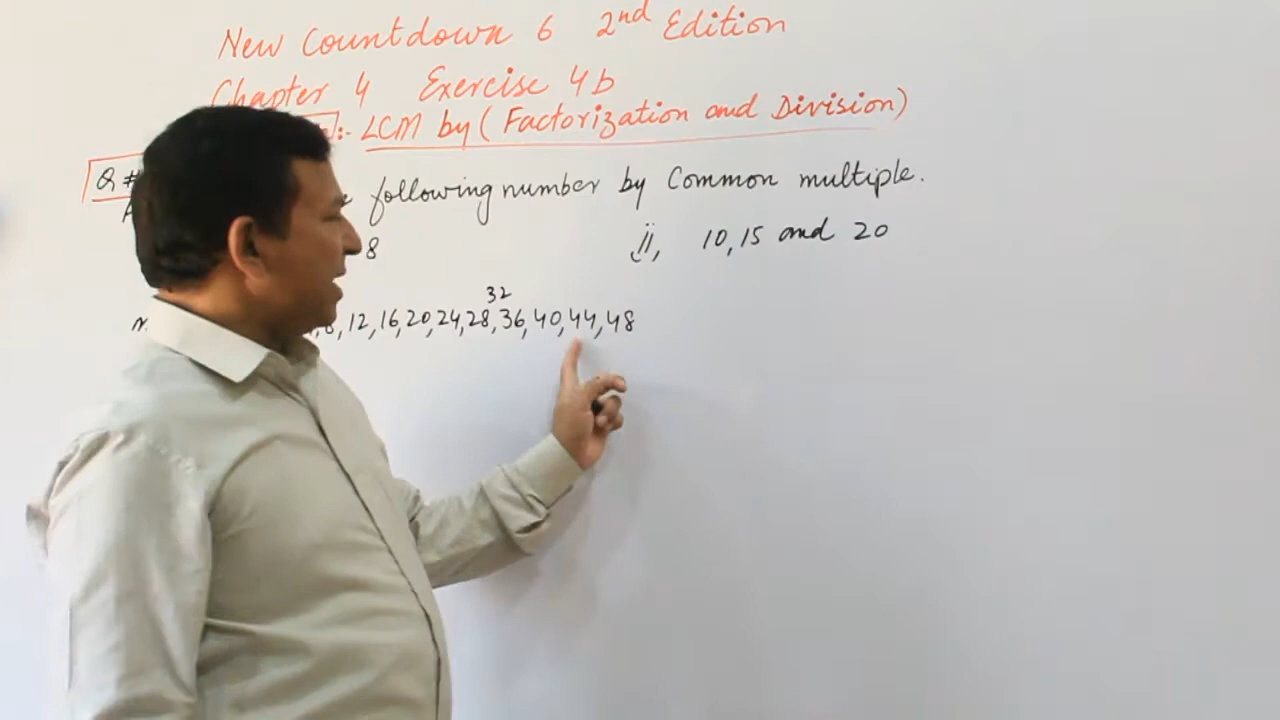 New Countdown 6 2nd Edition
Chapter 4 Exercise 4b
:- LCM by (Factorization and Division)
Q # following number by Common multiple.
8 ii, 10,15 and 20
32
8,12,16,20,24,28,36,40,44,48